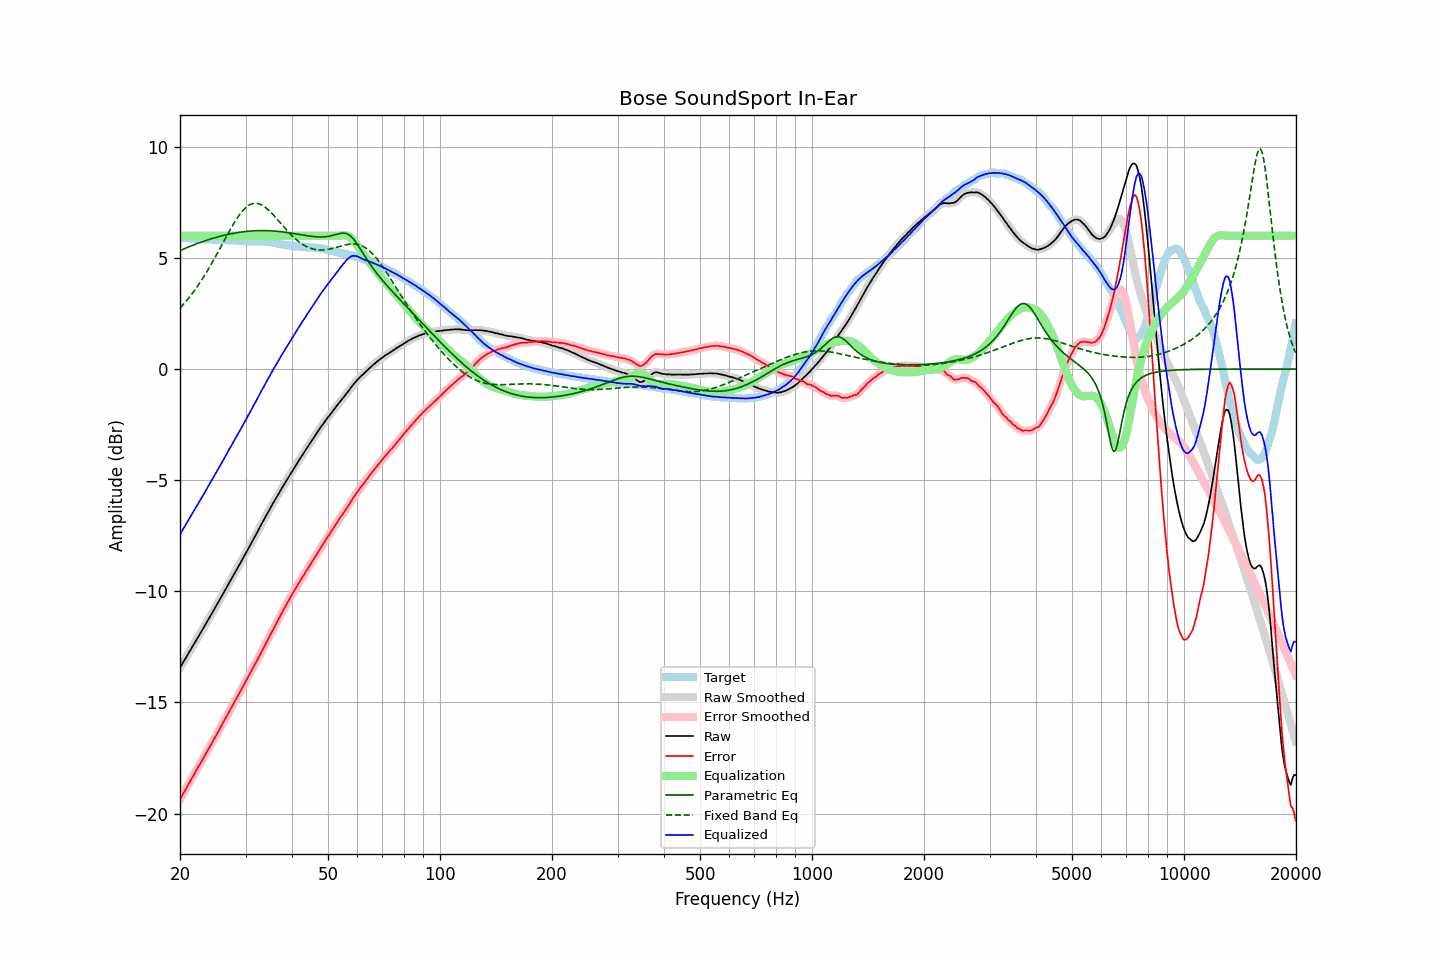 Bose SoundSport In-Ear
Amplitude (dBr)
10
5
0
−5
−10
−15
−20
Target
Raw Smoothed
Error Smoothed
Raw
Error
Equalization
Parametric Eq
Fixed Band Eq
Equalized
20 50 100 200 500 1000 2000 5000 10000 20000
Frequency (Hz)